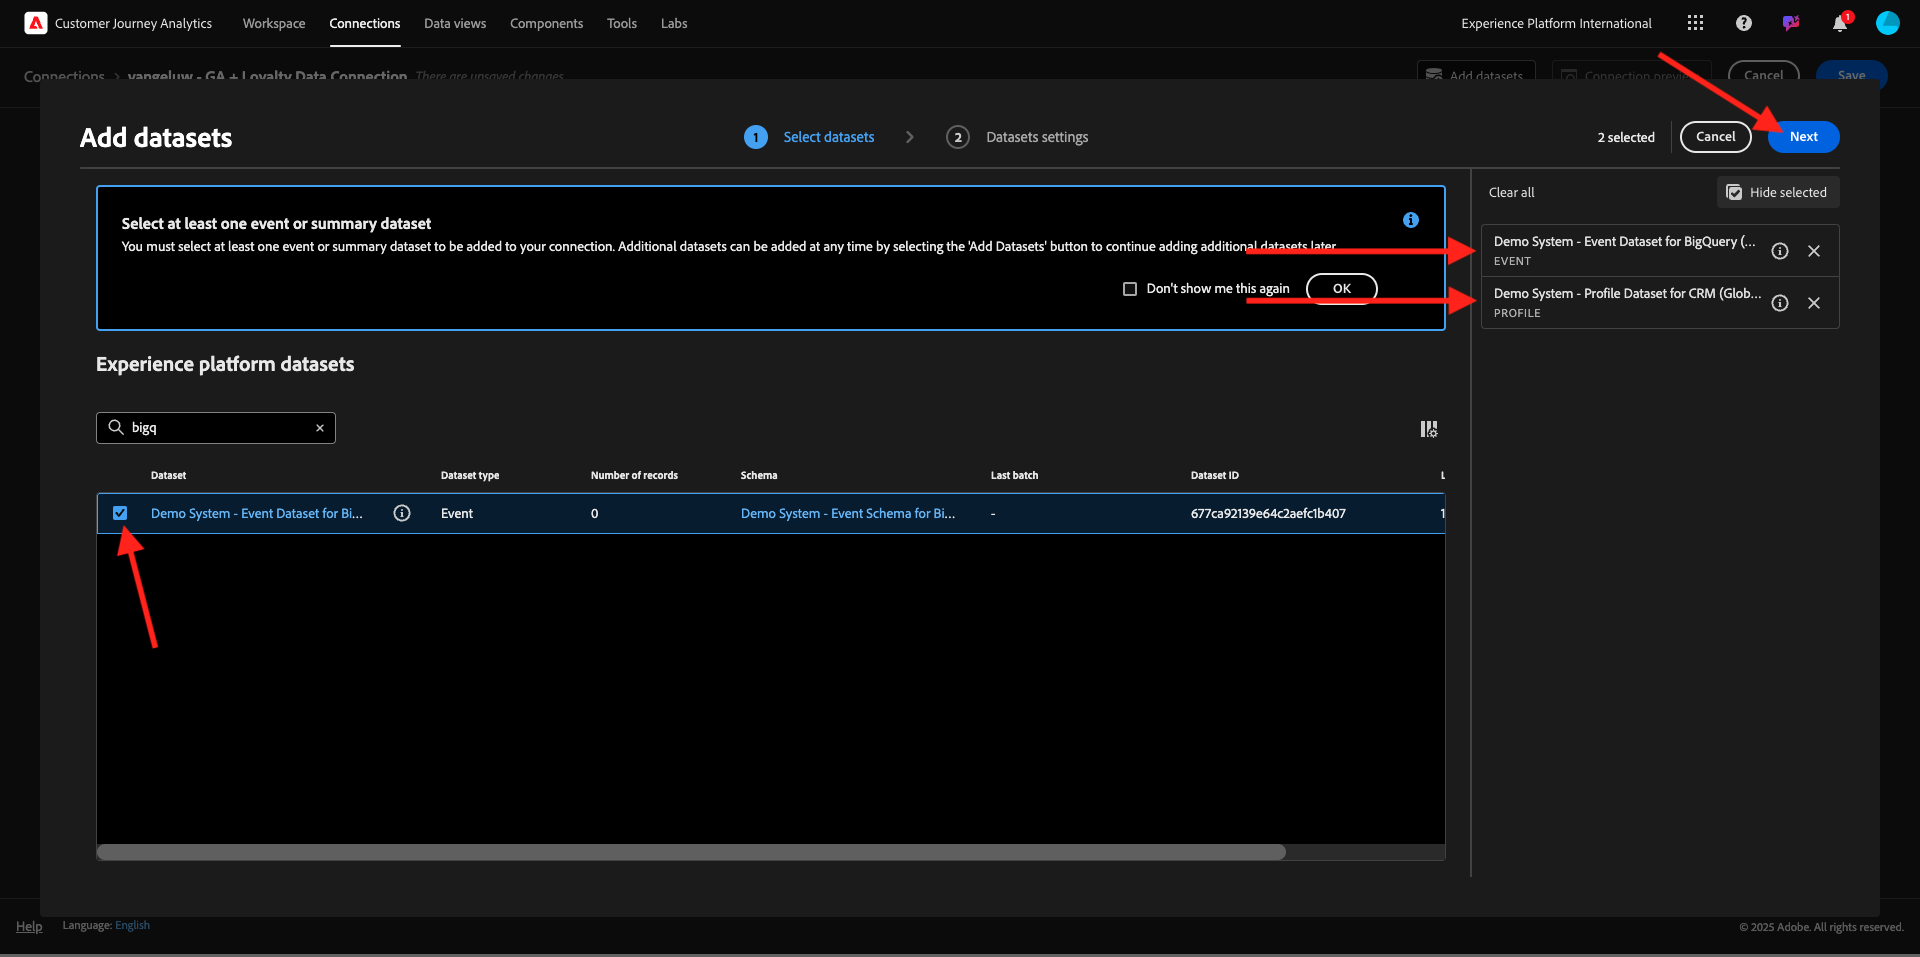 Customer Journey Analytics
Workspace
Connections
Data views
Components
Tools
Labs
Experience Platform International
1
Connections > vangeluw - GA + Loyalty Data Connection There are unsaved changes
Add datasets
Connection preview
Cancel
Save
Add datasets
1 Select datasets
2 Datasets settings
2 selected
Cancel
Next
Select at least one event or summary dataset
You must select at least one event or summary dataset to be added to your connection. Additional datasets can be added at any time by selecting the 'Add Datasets' button to continue adding additional datasets later.
Don't show me this again
OK
Clear all
Hide selected
Demo System - Event Dataset for BigQuery (...
EVENT
Demo System - Profile Dataset for CRM (Glob...
PROFILE
Experience platform datasets
bigq
Dataset
Dataset type
Number of records
Schema
Last batch
Dataset ID
L
Demo System - Event Dataset for Bi...
Event
0
Demo System - Event Schema for Bi...
-
677ca92139e64c2aefc1b407
1
Help
Language: English
© 2025 Adobe. All rights reserved.